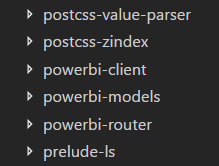 postcss-value-parser
postcss-zindex
powerbi-client
powerbi-models
powerbi-router
prelude-ls